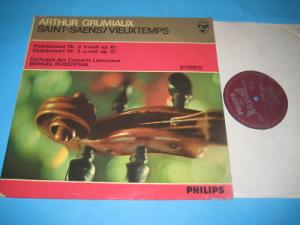 ARTHUR GRUMIAUX
SAINT-SAENS/VIEUXTEMPS
Violinkonzert Nr. 3 h-moll op. 61
Violinkonzert Nr. 5 a-moll op. 37
Orchestre des Concerts Lamoureux
MANUEL ROSENTHAL
STEREO
PHILIPS